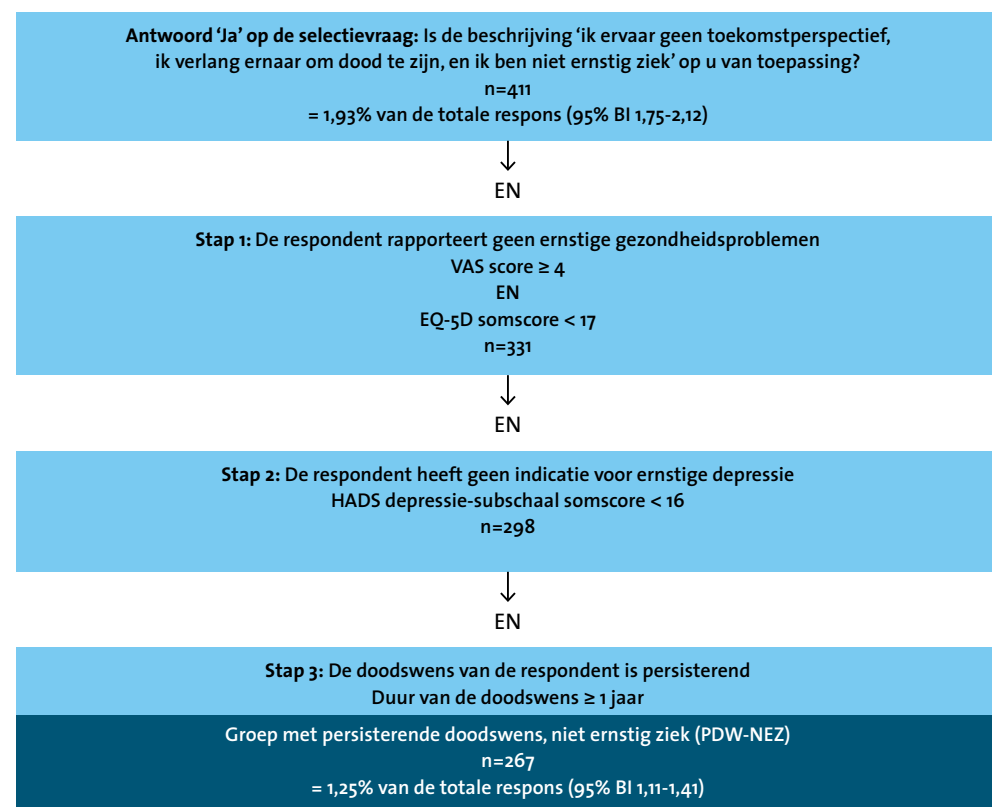 Antwoord ‘Ja’ op de selectievraag: Is de beschrijving ‘ik ervaar geen toekomstperspectief,
ik verlang ernaar om dood te zijn, en ik ben niet ernstig ziek’ op u van toepassing?
n=411
= 1,93% van de totale respons (95% BI 1,75-2,12)
EN
Stap 1: De respondent rapporteert geen ernstige gezondheidsproblemen
VAS score ≥ 4
EN
EQ-5D somscore < 17
n=331
EN
Stap 2: De respondent heeft geen indicatie voor ernstige depressie
HADS depressie-subschaal somscore < 16
n=298
EN
Stap 3: De doodswens van de respondent is persisterend
Duur van de doodswens ≥ 1 jaar
Groep met persisterende doodswens, niet ernstig ziek (PDW-NEZ)
n=267
= 1,25% van de totale respons (95% BI 1,11-1,41)